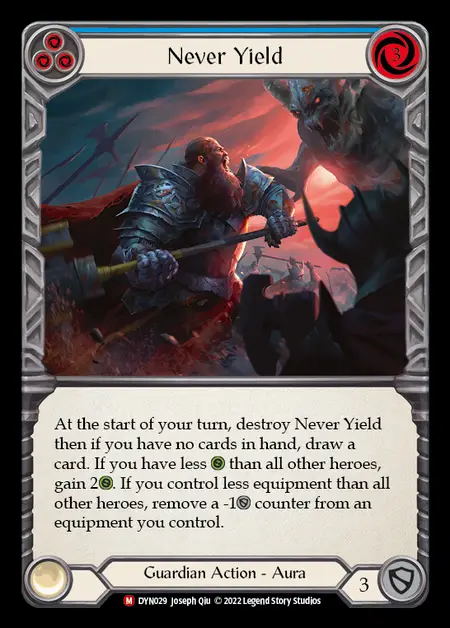 Never Yield
3
At the start of your turn, destroy Never Yield
then if you have no cards in hand, draw a
card. If you have less than all other heroes,
gain 2. If you control less equipment than all
other heroes, remove a -1 counter from an
equipment you control.
Guardian Action - Aura
3
M DYN029 Joseph Qiu © 2022 Legend Story Studios